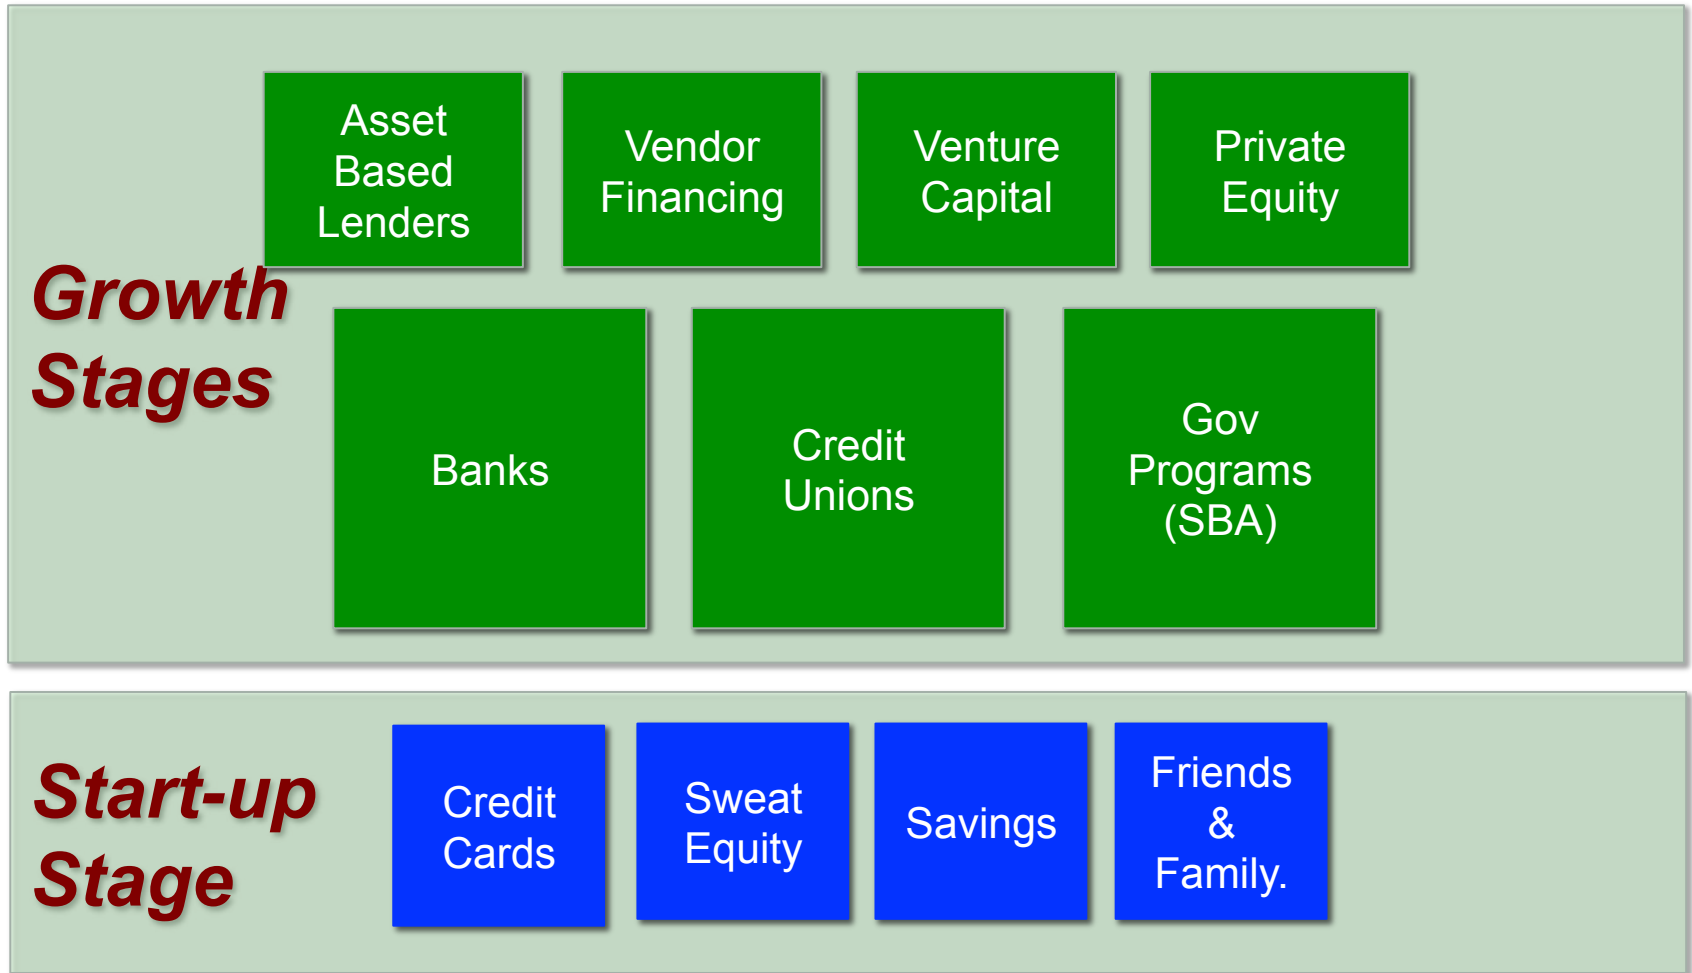 Asset
Based
Lenders
Vendor
Financing
Venture
Capital
Private
Equity
Growth
Stages
Banks
Credit
Unions
Gov
Programs
(SBA)
Start-up
Stage
Credit
Cards
Sweat
Equity
Savings
Friends
&
Family.